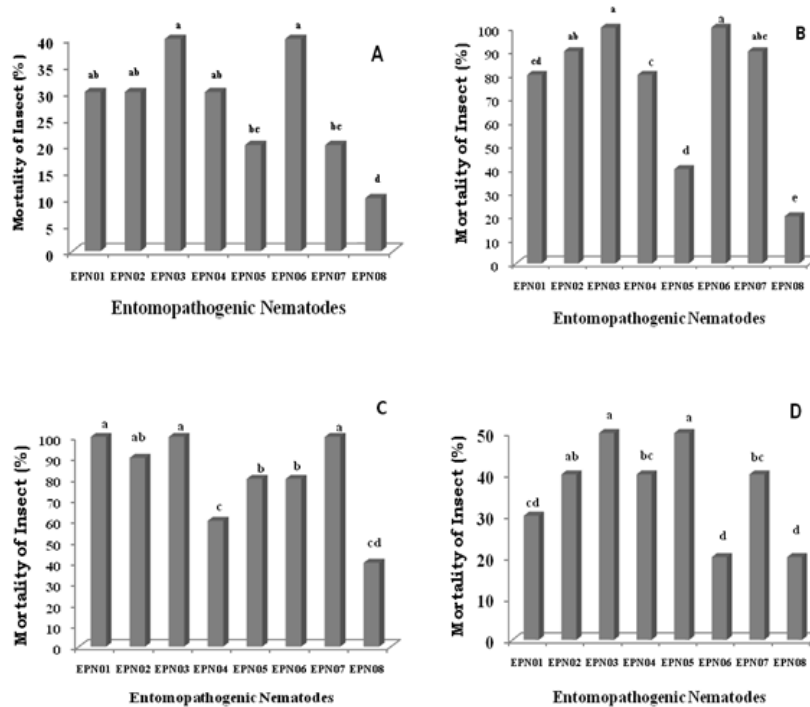 A
Mortality of Insect (%)
40
35
30
25
20
15
10
5
0
ab
ab
a
ab
bc
a
bc
d
EPN01 EPN02 EPN03 EPN04 EPN05 EPN06 EPN07 EPN08
Entomopathogenic Nematodes
B
Mortality of Insect (%)
100
90
80
70
60
50
40
30
20
10
0
cd
ab
a
c
d
a
abc
e
EPN01 EPN02 EPN03 EPN04 EPN05 EPN06 EPN07 EPN08
Entomopathogenic Nematodes
C
Mortality of Insect (%)
100
90
80
70
60
50
40
30
20
10
0
a
ab
a
c
b
b
a
cd
EPN01 EPN02 EPN03 EPN04 EPN05 EPN06 EPN07 EPN08
Entomopathogenic Nematodes
D
Mortality of Insect (%)
50
40
30
20
10
0
cd
ab
a
bc
a
d
bc
d
EPN01 EPN02 EPN03 EPN04 EPN05 EPN06 EPN07 EPN08
Entomopathogenic Nematodes